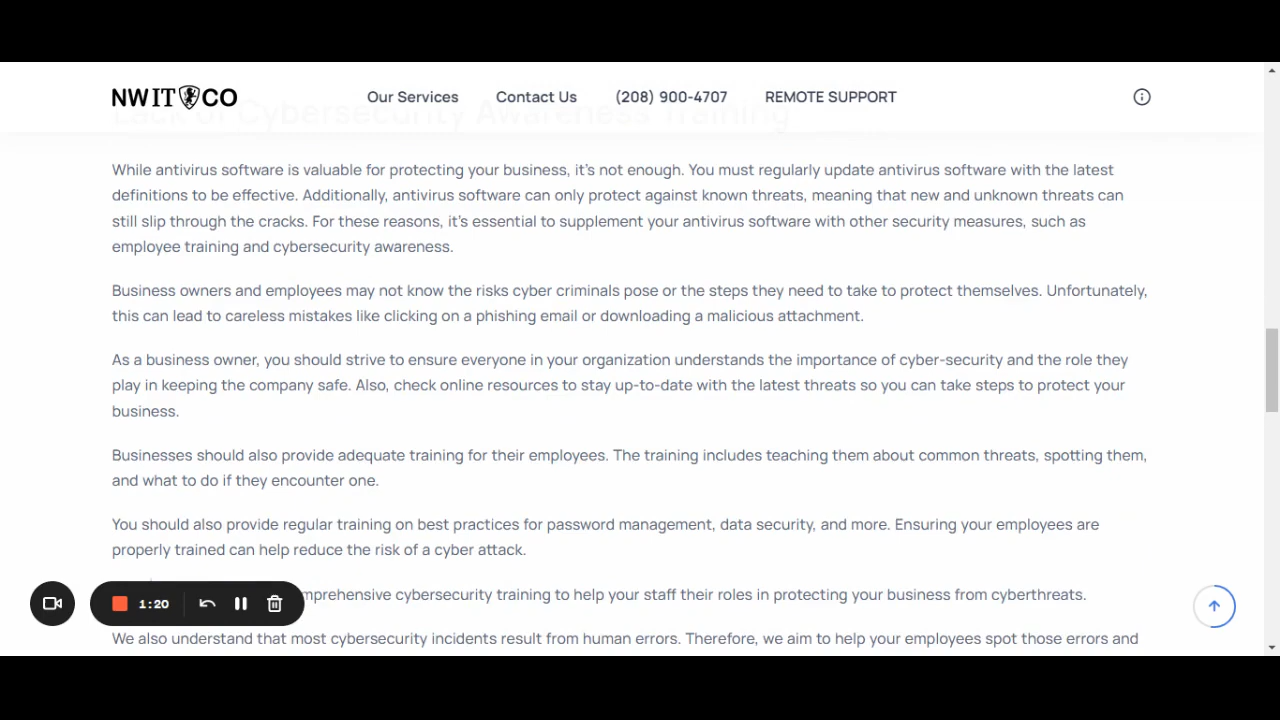 NW IT CO
Our Services
Contact Us
(208) 900-4707
REMOTE SUPPORT
Lack of Cybersecurity Awareness Training
While antivirus software is valuable for protecting your business, it's not enough. You must regularly update antivirus software with the latest
definitions to be effective. Additionally, antivirus software can only protect against known threats, meaning that new and unknown threats can
still slip through the cracks. For these reasons, it's essential to supplement your antivirus software with other security measures, such as
employee training and cybersecurity awareness.
Business owners and employees may not know the risks cyber criminals pose or the steps they need to take to protect themselves. Unfortunately,
this can lead to careless mistakes like clicking on a phishing email or downloading a malicious attachment.
As a business owner, you should strive to ensure everyone in your organization understands the importance of cyber-security and the role they
play in keeping the company safe. Also, check online resources to stay up-to-date with the latest threats so you can take steps to protect your
business.
Businesses should also provide adequate training for their employees. The training includes teaching them about common threats, spotting them,
and what to do if they encounter one.
You should also provide regular training on best practices for password management, data security, and more. Ensuring your employees are
properly trained can help reduce the risk of a cyber attack.
mprehensive cybersecurity training to help your staff their roles in protecting your business from cyberthreats.
1:20
We also understand that most cybersecurity incidents result from human errors. Therefore, we aim to help your employees spot those errors and